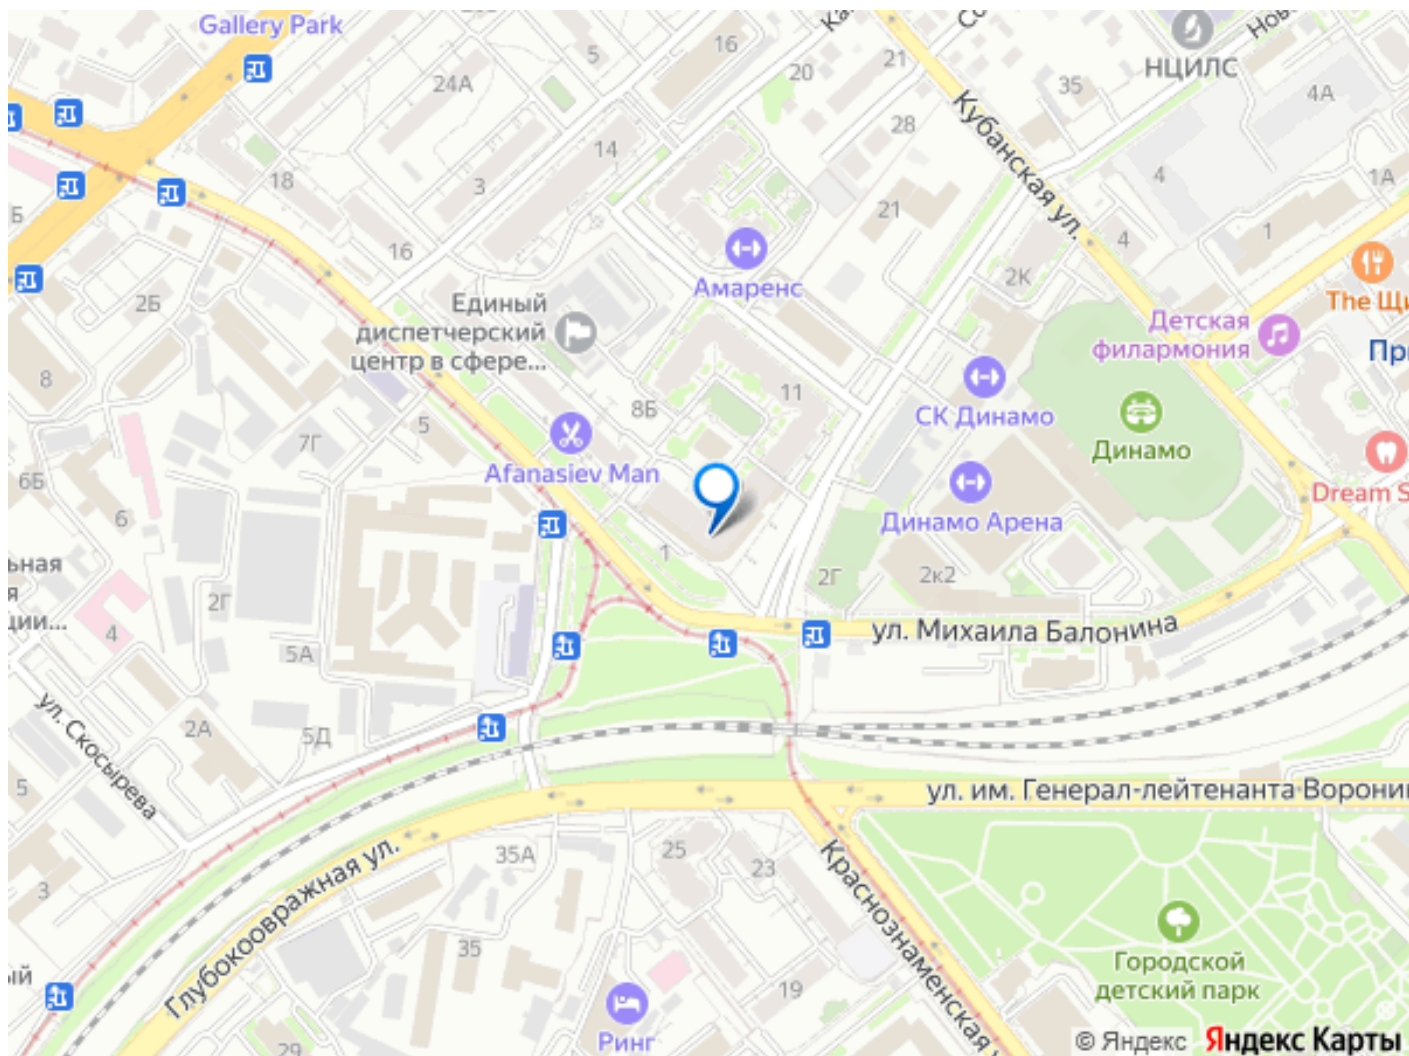 Gallery Park
24А
5
16
20
21
НЦИЛС
35
4А
28
Кубанская ул.
14
18
3
4
1А
Б
21
4
1
16
2К
2Б
Амаренс
Единый
диспетчерский
центр в сфере...
The Щи
Детская
филармония
8
11
8Б
СК Динамо
5
7Г
Динамо
Afanasiev Man
6Б
Dream S
6
Динамо Арена
1
ьная
я
ции...
2Г
2Г
2к2
4
ул. Михаила Балонина
5А
ул. Скосырева
2А
5Д
5
ул. им. Генерал-лейтенанта Ворони
35А
25
23
Глубокоовражная ул.
Краснознаменская
3
35
Городской
детский парк
ый
19
Ринг
29
© Яндекс Яндекс Карты